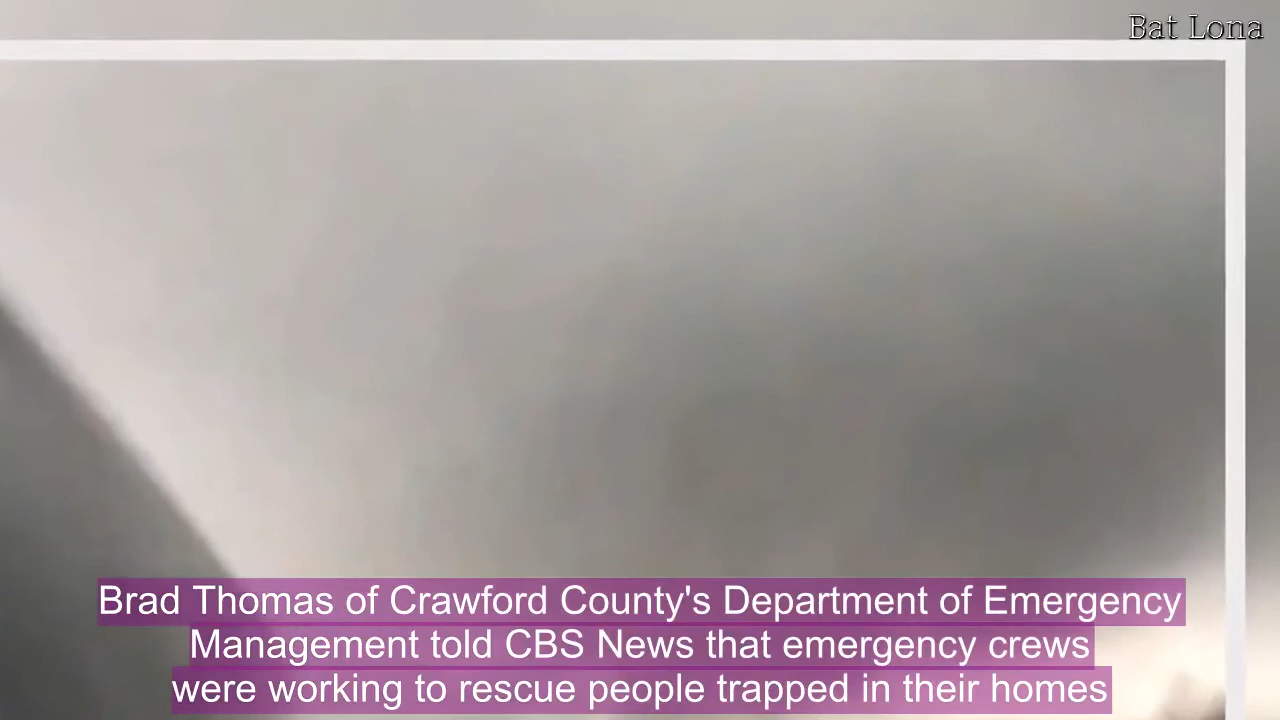 Bat Lona
Brad Thomas of Crawford County's Department of Emergency
Management told CBS News that emergency crews
were working to rescue people trapped in their homes